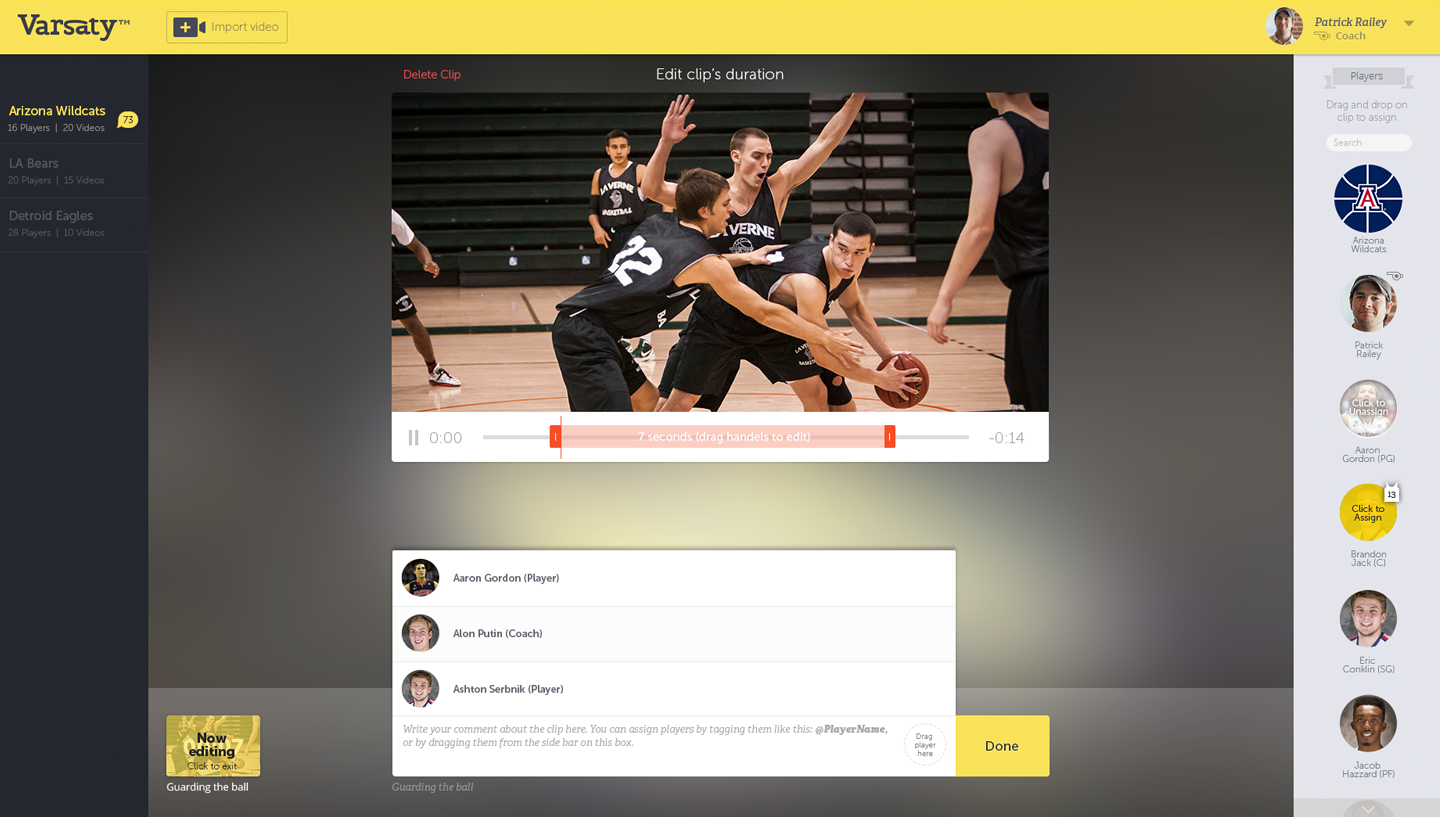 Varsaty™
Import video
Patrick Railey
Coach
Arizona Wildcats
16 Players | 20 Videos
73
LA Bears
20 Players | 15 Videos
Detroid Eagles
28 Players | 10 Videos
Delete Clip
Edit clip's duration
LA VERNE
BASKETBALL
22
VERNE
0:00
7 seconds (drag handels to edit)
-0:14
Aaron Gordon (Player)
Alon Putin (Coach)
Ashton Serbnik (Player)
Write your comment about the clip here. You can assign players by tagging them like this: @PlayerName,
or by dragging them from the side bar on this box.
Drag
player
here
Done
Now
editing
Click to exit
Guarding the ball
Guarding the ball
Players
Drag and drop on
clip to assign
Search
A
Arizona
Wildcats
Patrick
Railey
Click to
Unassign
Aaron
Gordon (PG)
13
Click to
Assign
Brandon
Jack (C)
Eric
Conklin (SG)
Jacob
Hazzard (PF)